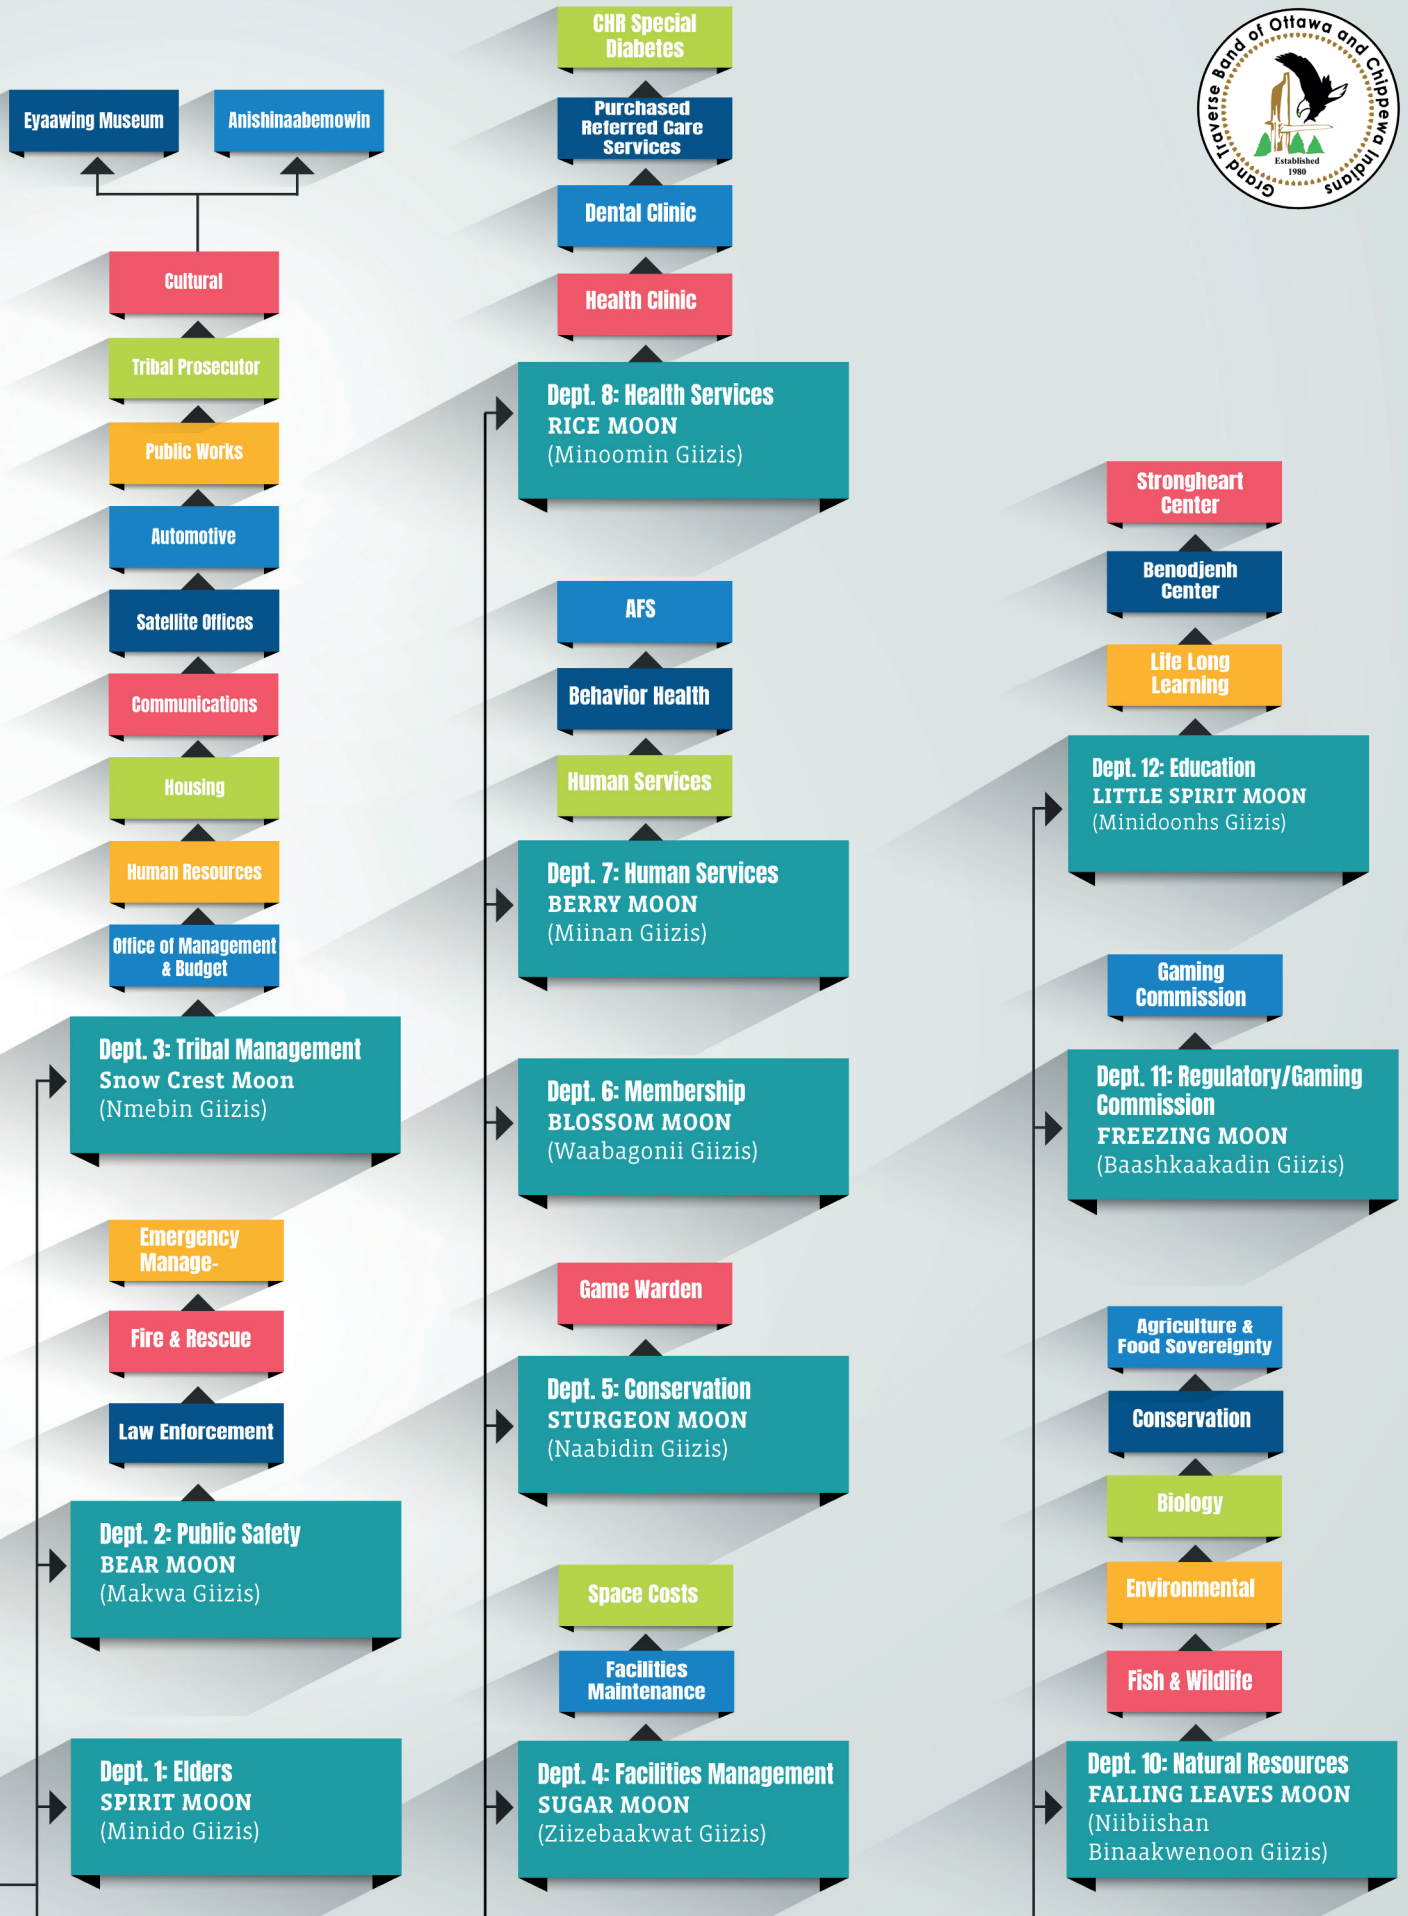 Eyaawing Museum
Anishinaabemowin
Cultural
Tribal Prosecutor
Public Works
Automotive
Satellite Offices
Communications
Housing
Human Resources
Office of Management
& Budget
Dept. 3: Tribal Management
Snow Crest Moon
(Nmebin Giizis)
Emergency
Manage-
Fire & Rescue
Law Enforcement
Dept. 2: Public Safety
BEAR MOON
(Makwa Giizis)
Dept. 1: Elders
SPIRIT MOON
(Minido Giizis)
CHR Special
Diabetes
Purchased
Referred Care
Services
Dental Clinic
Health Clinic
Dept. 8: Health Services
RICE MOON
(Minoomin Giizis)
AFS
Behavior Health
Human Services
Dept. 7: Human Services
BERRY MOON
(Miinan Giizis)
Dept. 6: Membership
BLOSSOM MOON
(Waabagonii Giizis)
Game Warden
Dept. 5: Conservation
STURGEON MOON
(Naabidin Giizis)
Space Costs
Facilities
Maintenance
Dept. 4: Facilities Management
SUGAR MOON
(Ziizebaakwat Giizis)
Grand Traverse Band of Ottawa and Chippewa Indians
Established
1980
Strongheart
Center
Benodjenh
Center
Life Long
Learning
Dept. 12: Education
LITTLE SPIRIT MOON
(Minidoonhs Giizis)
Gaming
Commission
Dept. 11: Regulatory/Gaming
Commission
FREEZING MOON
(Baashkaakadin Giizis)
Agriculture &
Food Sovereignty
Conservation
Biology
Environmental
Fish & Wildlife
Dept. 10: Natural Resources
FALLING LEAVES MOON
(Niibiishan
Binaakwenoon Giizis)